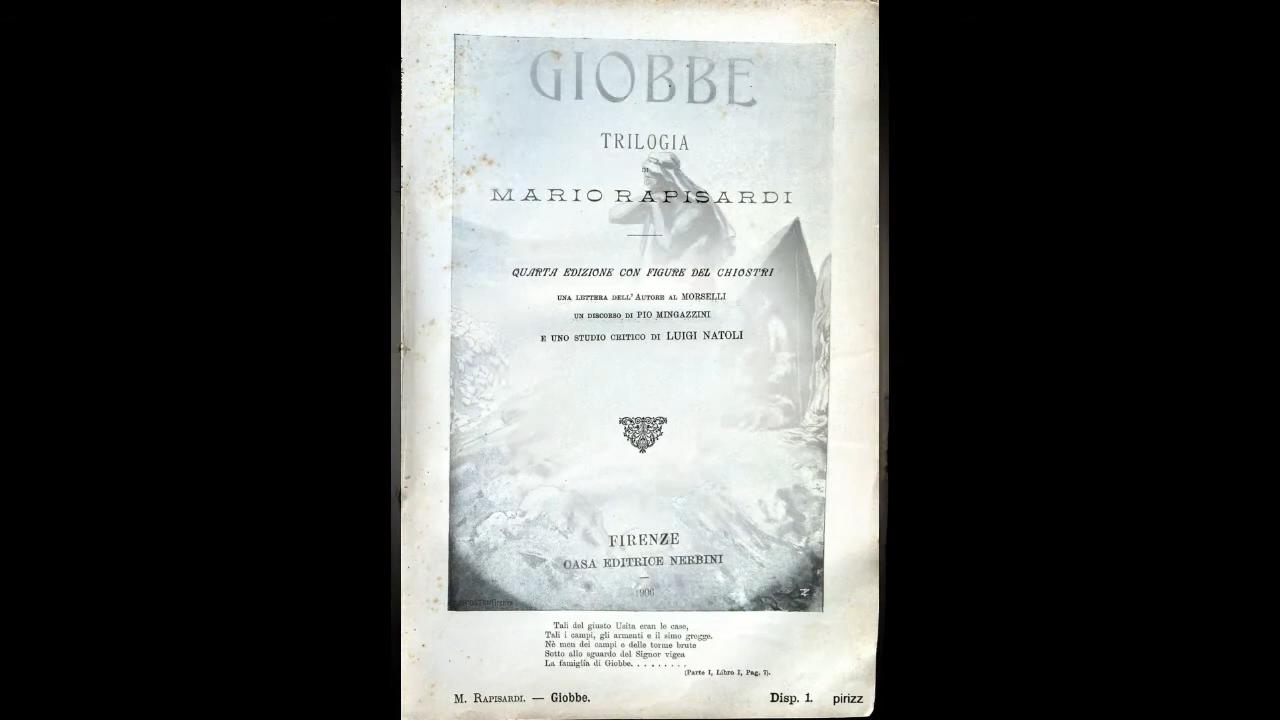 GIOBBE
TRILOGIA
DI
MARIO RAPISARDI
QUARTA EDIZIONE CON FIGURE DEL CHIOSTRI
UNA LETTERA DELL' AUTORE AL MORSELLI
UN DISCORSO DI PIO MINGAZZINI
E UNO STUDIO CRITICO DI LUIGI NATOLI
FIRENZE
CASA EDITRICE NERBINI
—
1906
Tali del giusto Usita eran le case,
Tali i campi, gli armenti e il simo gregge.
Nè men dei campi e delle torme brute
Sotto allo sguardo del Signor vigea
La famiglia di Giobbe. . . . . . . . .
(Parte I, Libro I, Pag. 7).
M. RAPISARDI. — Giobbe.
Disp. 1.
pirizz